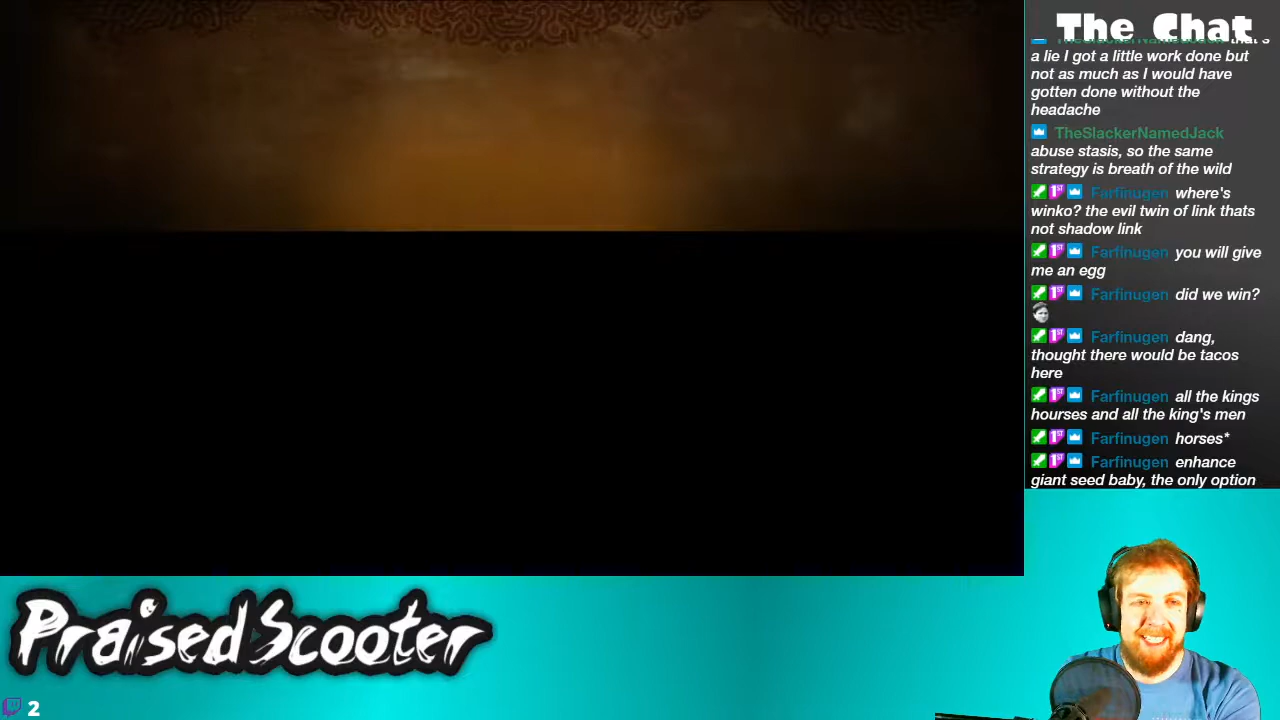 The Chat
a lie I got a little work done but
not as much as I would have
gotten done without the
headache
TheSlackerNamedJack
abuse stasis, so the same
strategy is breath of the wild
Farfinugen where's
winko? the evil twin of link thats
not shadow link
Farfinugen you will give
me an egg
Farfinugen did we win?
Farfinugen dang,
thought there would be tacos
here
Farfinugen all the kings
hourses and all the king's men
Farfinugen horses*
Farfinugen enhance
giant seed baby, the only option
PraisedScooter
2